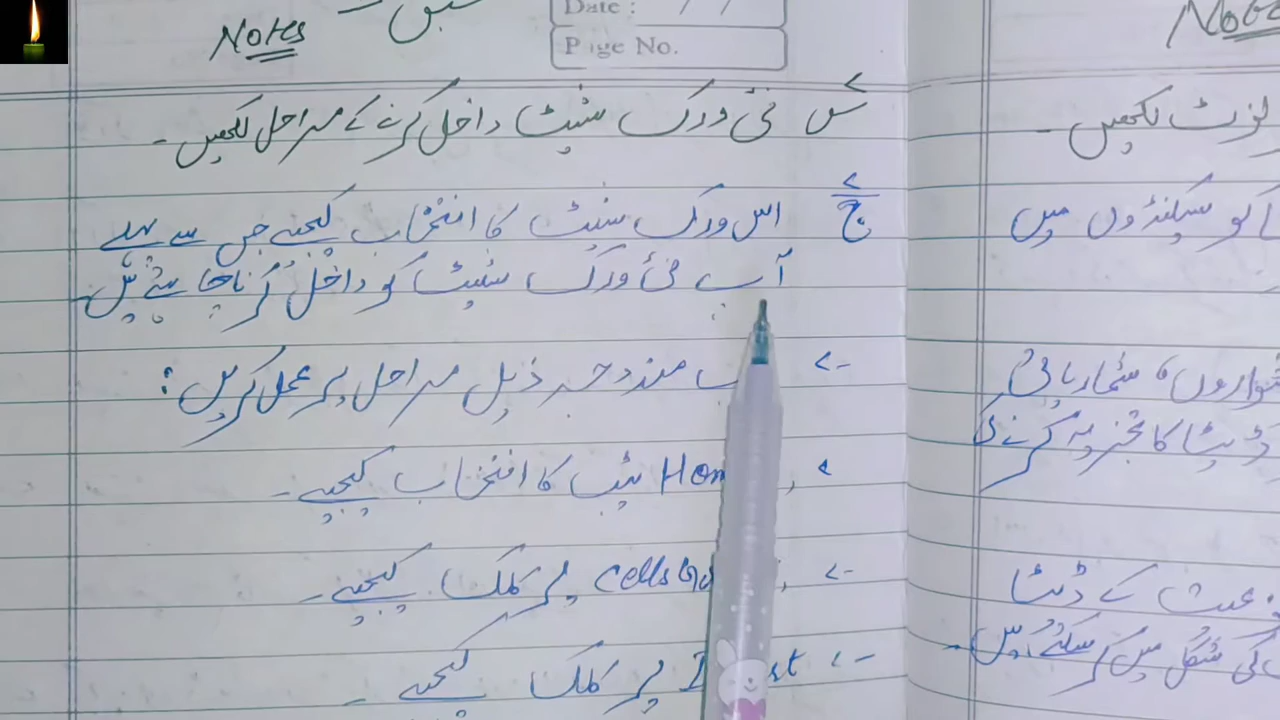 Notes
Date : / /
Page No.
س نئی ورک شیٹ داخل کرنے کے مراحل لکھیں۔
ج اس ورک شیٹ کا انتخاب کیجیے جس سے پہلے
آپ نئی ورک شیٹ کو داخل کرنا چاہتے ہیں۔
مندرجہ ذیل مراحل پر عمل کریں:
ٹیب کا انتخاب کیجیے۔
Cells پر کلک کیجیے۔
پر کلک کیجیے۔
نوٹ لکھیں۔
کو سیکنڈوں میں
گوشواروں، شماریاتی
ڈیٹا کا تجزیہ کرنے کی
کے ڈیٹا
کی شکل میں کر سکتے ہیں۔